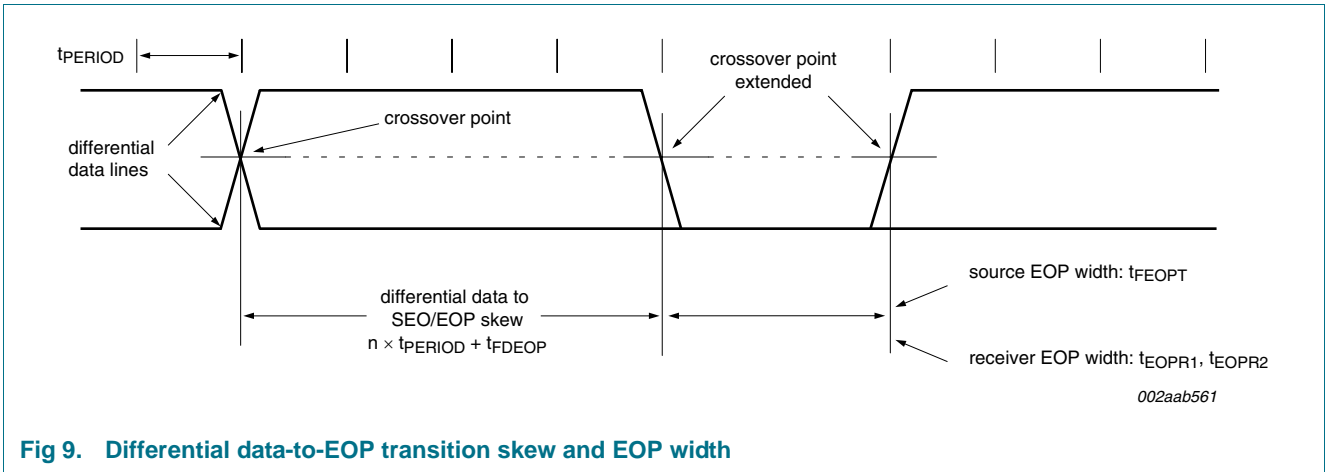 tPERIOD
crossover point
extended
crossover point
differential
data lines
source EOP width: tFEOPT
differential data to
SEO/EOP skew
n × tPERIOD + tFDEOP
receiver EOP width: tEOPR1, tEOPR2
002aab561
Fig 9. Differential data-to-EOP transition skew and EOP width